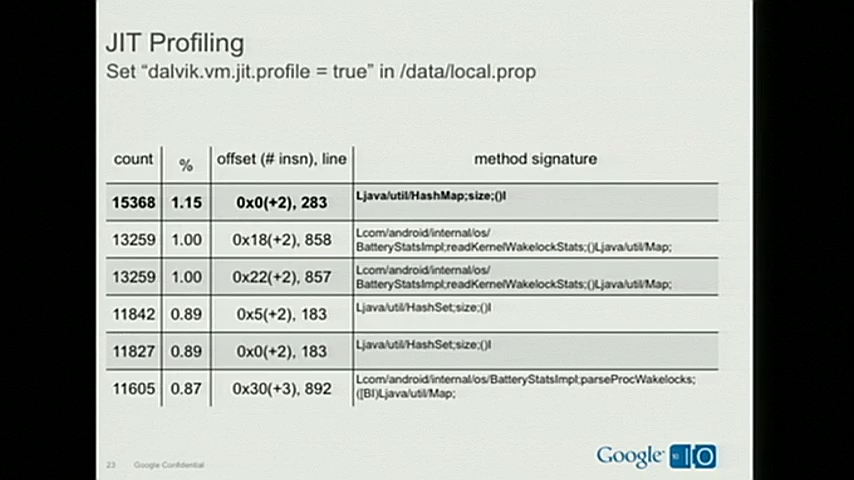 JIT Profiling
Set “dalvik.vm.jit.profile = true” in /data/local.prop
count % offset (# insn), line method signature
15368 1.15 0x0(+2), 283 Ljava/util/HashMap;size;()I
13259 1.00 0x18(+2), 858 Lcom/android/internal/os/
BatteryStatsImpl;readKernelWakelockStats;()Ljava/util/Map;
13259 1.00 0x22(+2), 857 Lcom/android/internal/os/
BatteryStatsImpl;readKernelWakelockStats;()Ljava/util/Map;
11842 0.89 0x5(+2), 183 Ljava/util/HashSet;size;()I
11827 0.89 0x0(+2), 183 Ljava/util/HashSet;size;()I
11605 0.87 0x30(+3), 892 Lcom/android/internal/os/BatteryStatsImpl;parseProcWakelocks;
([BI)Ljava/util/Map;
23 Google Confidential
Google 10 IO